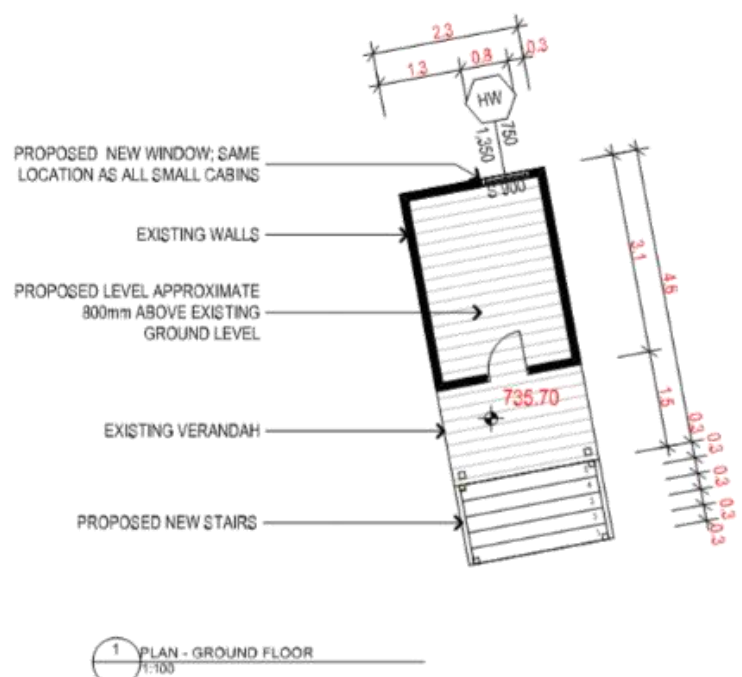 2.3
1.3
0.8
0.3
HW
1,350
750
PROPOSED NEW WINDOW; SAME
LOCATION AS ALL SMALL CABINS
S 900
EXISTING WALLS
3.1
4.6
PROPOSED LEVEL APPROXIMATE
800mm ABOVE EXISTING
GROUND LEVEL
735.70
1.5
EXISTING VERANDAH
0.3
0.3
0.3
0.3
0.3
0.3
PROPOSED NEW STAIRS
1
PLAN - GROUND FLOOR
1:100